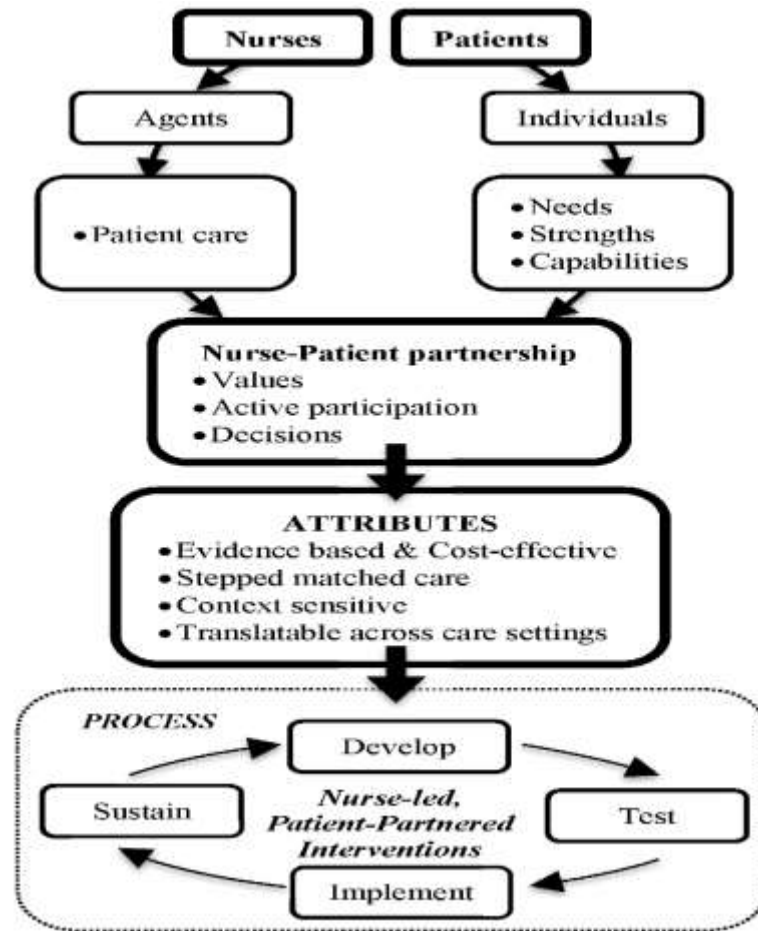 Nurses
Patients
Agents
Individuals
• Patient care
• Needs
• Strengths
• Capabilities
Nurse-Patient partnership
• Values
• Active participation
• Decisions
ATTRIBUTES
• Evidence based & Cost-effective
• Stepped matched care
• Context sensitive
• Translatable across care settings
PROCESS
Develop
Sustain
Nurse-led,
Patient-Partnered
Interventions
Test
Implement